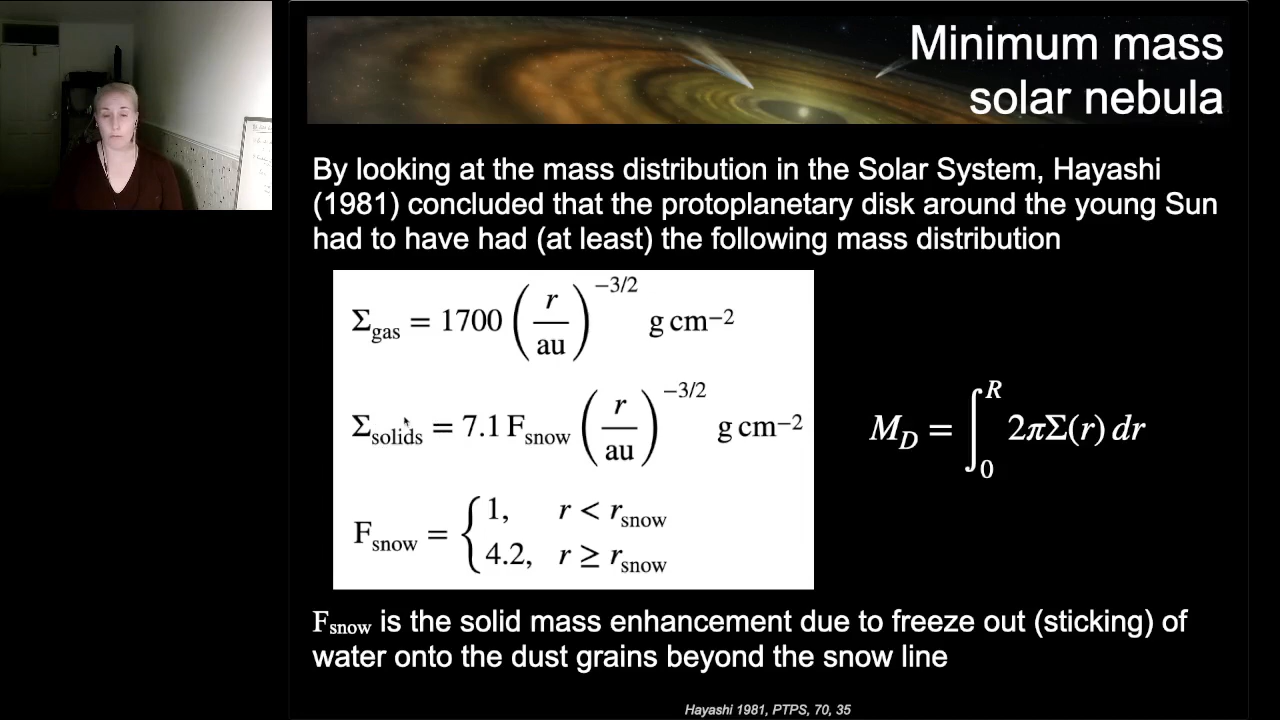 Minimum mass
solar nebula
By looking at the mass distribution in the Solar System, Hayashi
(1981) concluded that the protoplanetary disk around the young Sun
had to have had (at least) the following mass distribution
Σgas = 1700 (r/au)^−3/2 g cm−2
Σsolids = 7.1 Fsnow (r/au)^−3/2 g cm−2
Fsnow = { 1, r < rsnow
4.2, r ≥ rsnow
M_D = ∫_0^R 2πΣ(r) dr
Fsnow is the solid mass enhancement due to freeze out (sticking) of
water onto the dust grains beyond the snow line
Hayashi 1981, PTPS, 70, 35